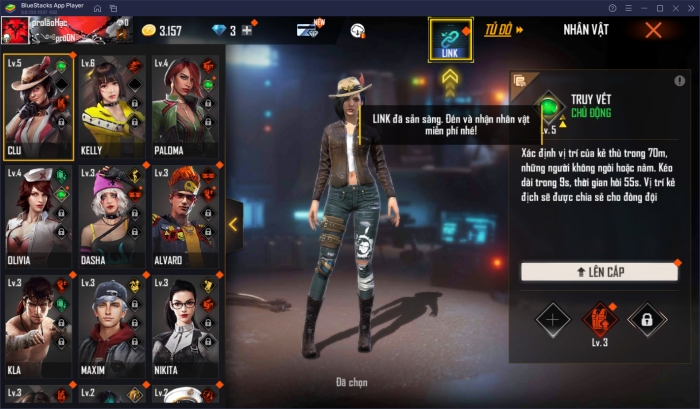 BlueStacks App Player
prolãoHạc
proDN
0
3.157
3
NEW
LINK
TỦ ĐỒ
NHÂN VẬT
Lv.5
CLU
Lv.6
KELLY
Lv.4
PALOMA
Lv.4
OLIVIA
Lv.3
DASHA
Lv.3
ALVARO
Lv.3
KLA
Lv.3
MAXIM
Lv.3
NIKITA
Lv.3
Lv.2
Lv.2
LINK đã sẵn sàng. Đến và nhận nhân vật
miễn phí nhé!
Đã chọn
TRUY VẾT
CHỦ ĐỘNG
Lv.5
Xác định vị trí của kẻ thù trong 70m,
những người không ngồi hoặc nằm. Kéo
dài trong 9s, thời gian hồi 55s. Vị trí kẻ
địch sẽ được chia sẻ cho đồng đội
LÊN CẤP
Lv. 3